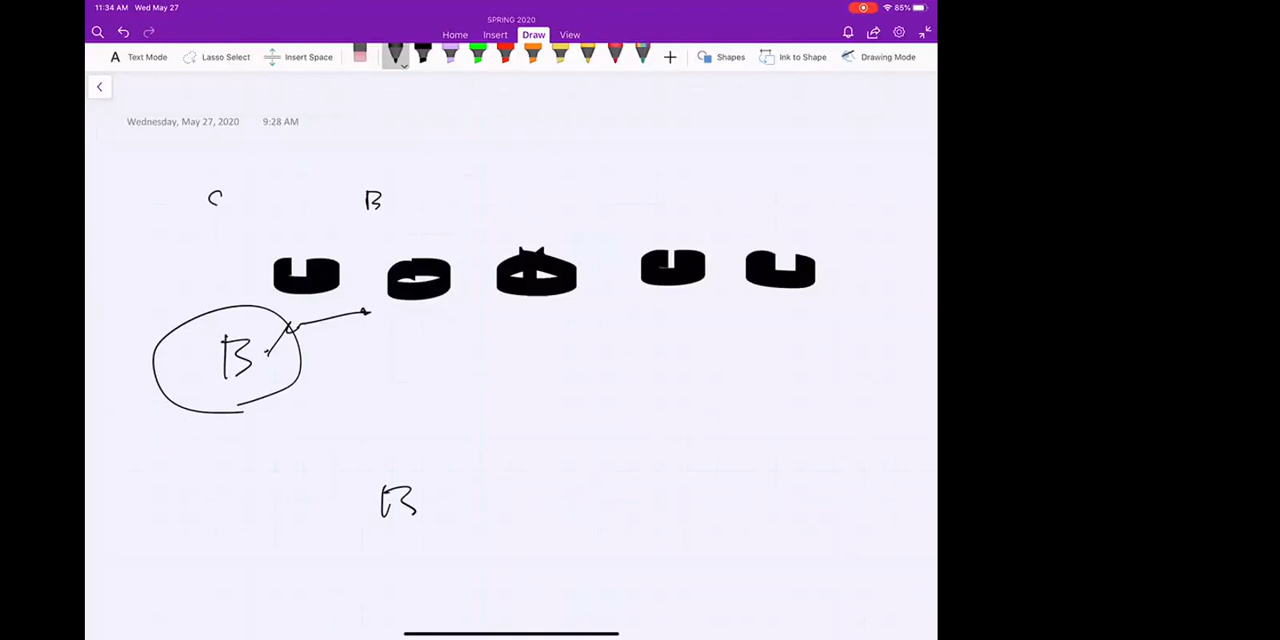 11:34 AM Wed May 27
85%
SPRING 2020
Home Insert Draw View
Text Mode Lasso Select Insert Space Shapes Ink to Shape Drawing Mode
Wednesday, May 27, 2020 9:28 AM
C B
B
B